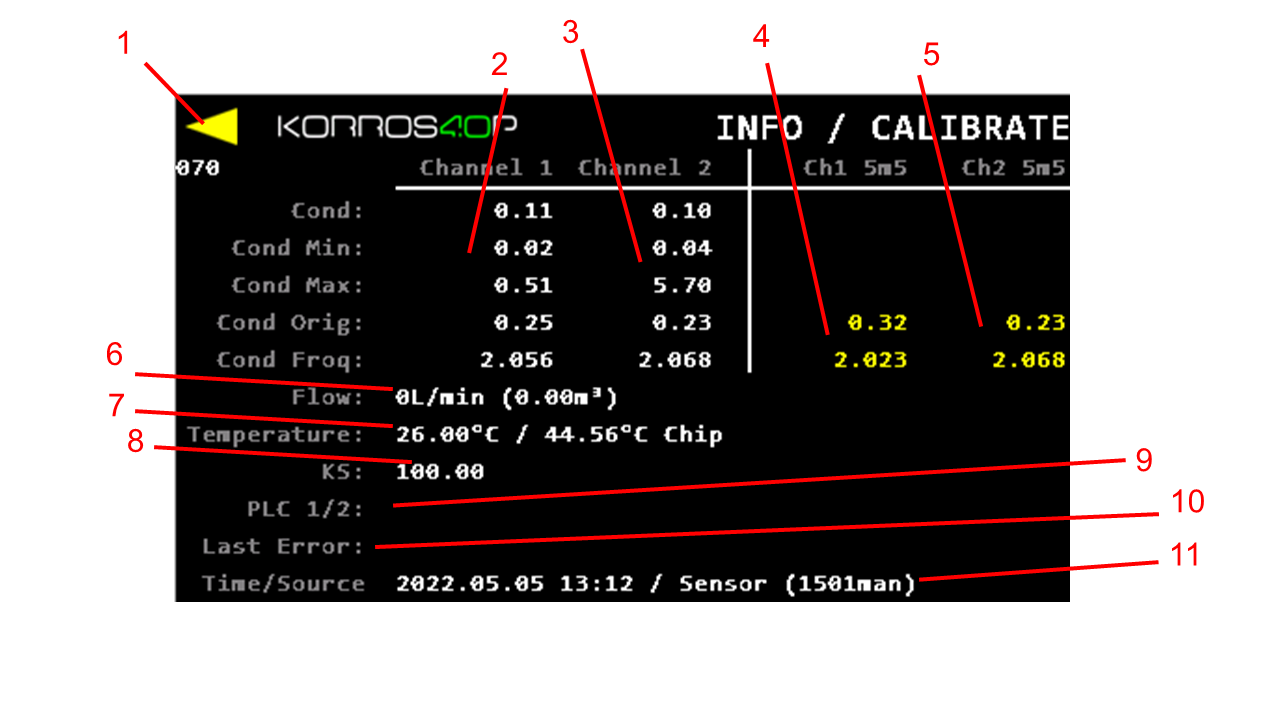 1
2
3
4
5
KORROS4.0P INFO / CALIBRATE
070 Channel 1 Channel 2 Ch1 5m5 Ch2 5m5
Cond: 0.11 0.10
Cond Min: 0.02 0.04
Cond Max: 0.51 5.70
Cond Orig: 0.25 0.23 0.32 0.23
Cond Froq: 2.056 2.068 2.023 2.068
6
Flow: 0L/min (0.00m³)
7
Temperature: 26.00°C / 44.56°C Chip
8
KS: 100.00
9
PLC 1/2:
10
Last Error:
11
Time/Source 2022.05.05 13:12 / Sensor (1501man)